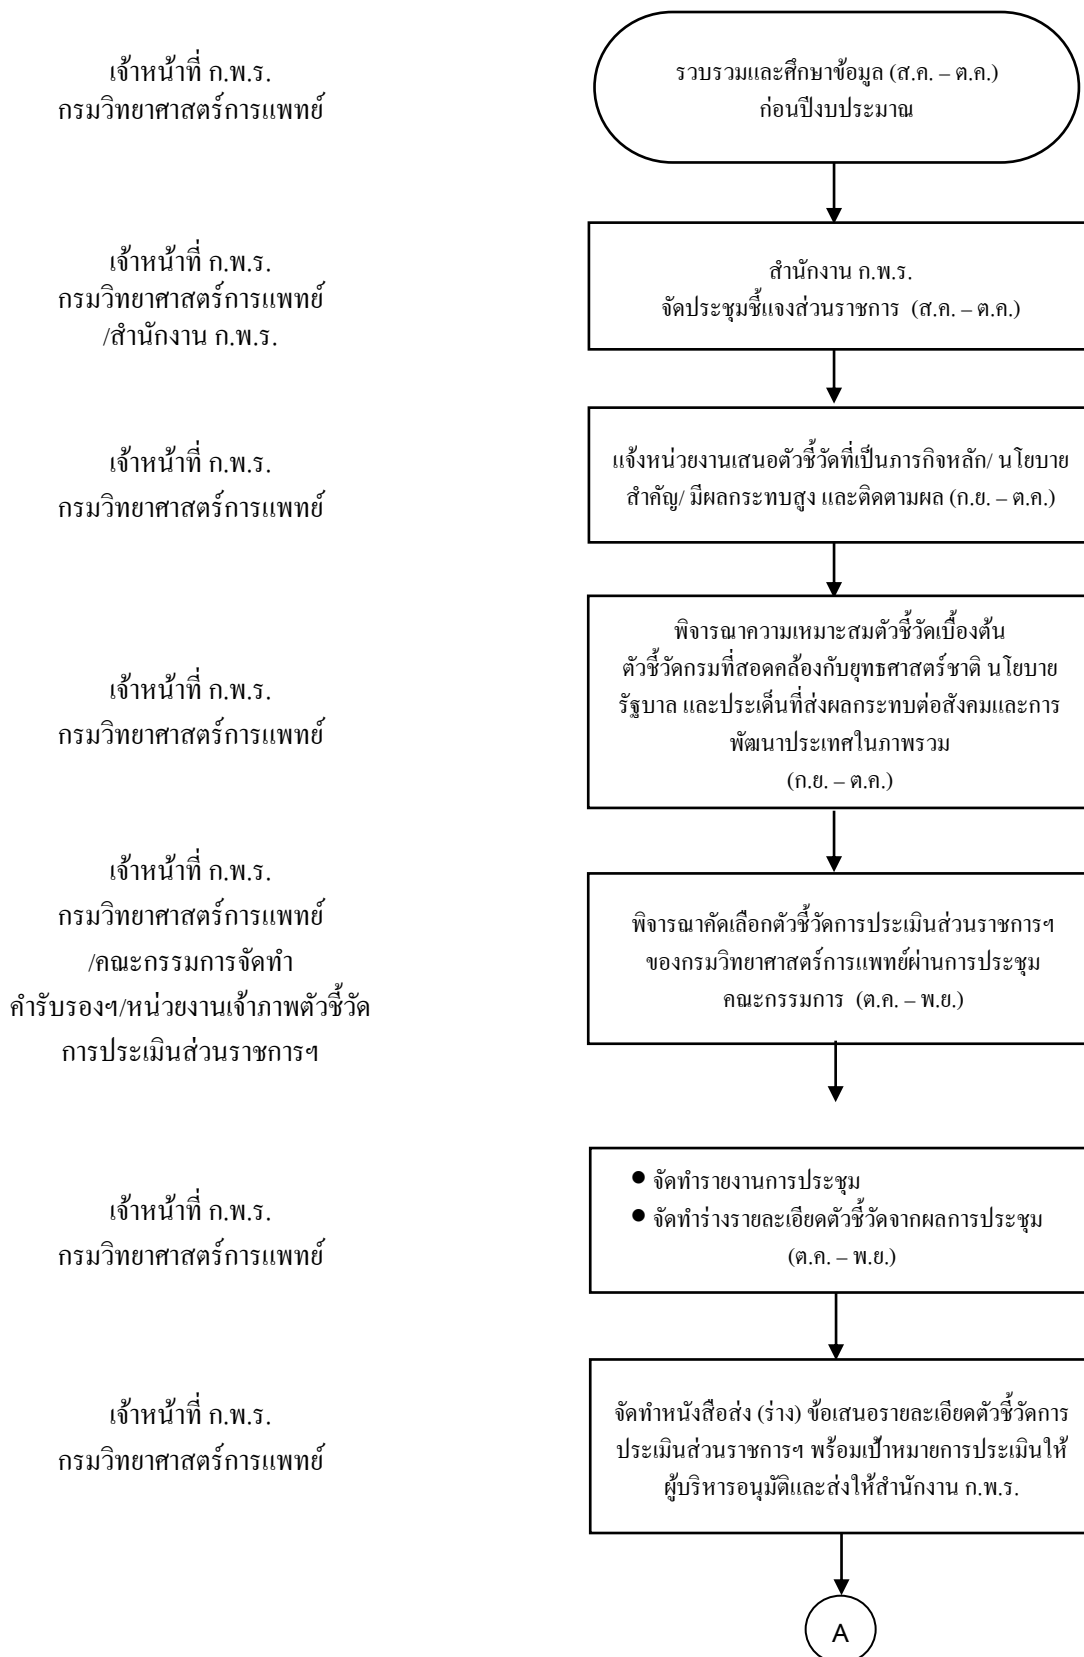 เจ้าหน้าที่ ก.พ.ร.
กรมวิทยาศาสตร์การแพทย์
รวบรวมและศึกษาข้อมูล (ส.ค. – ต.ค.)
ก่อนปีงบประมาณ
เจ้าหน้าที่ ก.พ.ร.
กรมวิทยาศาสตร์การแพทย์
/สำนักงาน ก.พ.ร.
สำนักงาน ก.พ.ร.
จัดประชุมชี้แจงส่วนราชการ (ส.ค. – ต.ค.)
เจ้าหน้าที่ ก.พ.ร.
กรมวิทยาศาสตร์การแพทย์
แจ้งหน่วยงานเสนอตัวชี้วัดที่เป็นภารกิจหลัก/ นโยบาย
สำคัญ/ มีผลกระทบสูง และติดตามผล (ก.ย. – ต.ค.)
เจ้าหน้าที่ ก.พ.ร.
กรมวิทยาศาสตร์การแพทย์
พิจารณาความเหมาะสมตัวชี้วัดเบื้องต้น
ตัวชี้วัดกรมที่สอดคล้องกับยุทธศาสตร์ชาติ นโยบาย
รัฐบาล และประเด็นที่ส่งผลกระทบต่อสังคมและการ
พัฒนาประเทศในภาพรวม
(ก.ย. – ต.ค.)
เจ้าหน้าที่ ก.พ.ร.
กรมวิทยาศาสตร์การแพทย์
/คณะกรรมการจัดทำ
คำรับรองฯ/หน่วยงานเจ้าภาพตัวชี้วัด
การประเมินส่วนราชการฯ
พิจารณาคัดเลือกตัวชี้วัดการประเมินส่วนราชการฯ
ของกรมวิทยาศาสตร์การแพทย์ผ่านการประชุม
คณะกรรมการ (ต.ค. – พ.ย.)
เจ้าหน้าที่ ก.พ.ร.
กรมวิทยาศาสตร์การแพทย์
● จัดทำรายงานการประชุม
● จัดทำร่างรายละเอียดตัวชี้วัดจากผลการประชุม
(ต.ค. – พ.ย.)
เจ้าหน้าที่ ก.พ.ร.
กรมวิทยาศาสตร์การแพทย์
จัดทำหนังสือส่ง (ร่าง) ข้อเสนอรายละเอียดตัวชี้วัดการ
ประเมินส่วนราชการฯ พร้อมเป้าหมายการประเมินให้
ผู้บริหารอนุมัติและส่งให้สำนักงาน ก.พ.ร.
A